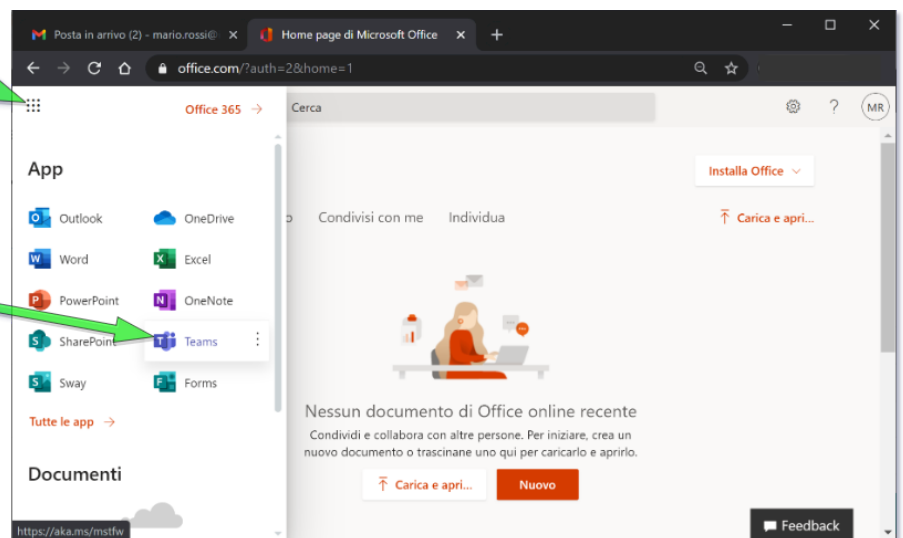 Posta in arrivo (2) - mario.rossi@
Home page di Microsoft Office
office.com/?auth=2&home=1
Office 365 →
Cerca
?
MR
App
Installa Office
Outlook
OneDrive
Condivisi con me
Individua
Carica e apri...
Word
Excel
PowerPoint
OneNote
SharePoint
Teams
Sway
Forms
Tutte le app →
Nessun documento di Office online recente
Condividi e collabora con altre persone. Per iniziare, crea un
nuovo documento o trascinane uno qui per caricarlo e aprirlo.
Documenti
Carica e apri...
Nuovo
https://aka.ms/mstfw
Feedback